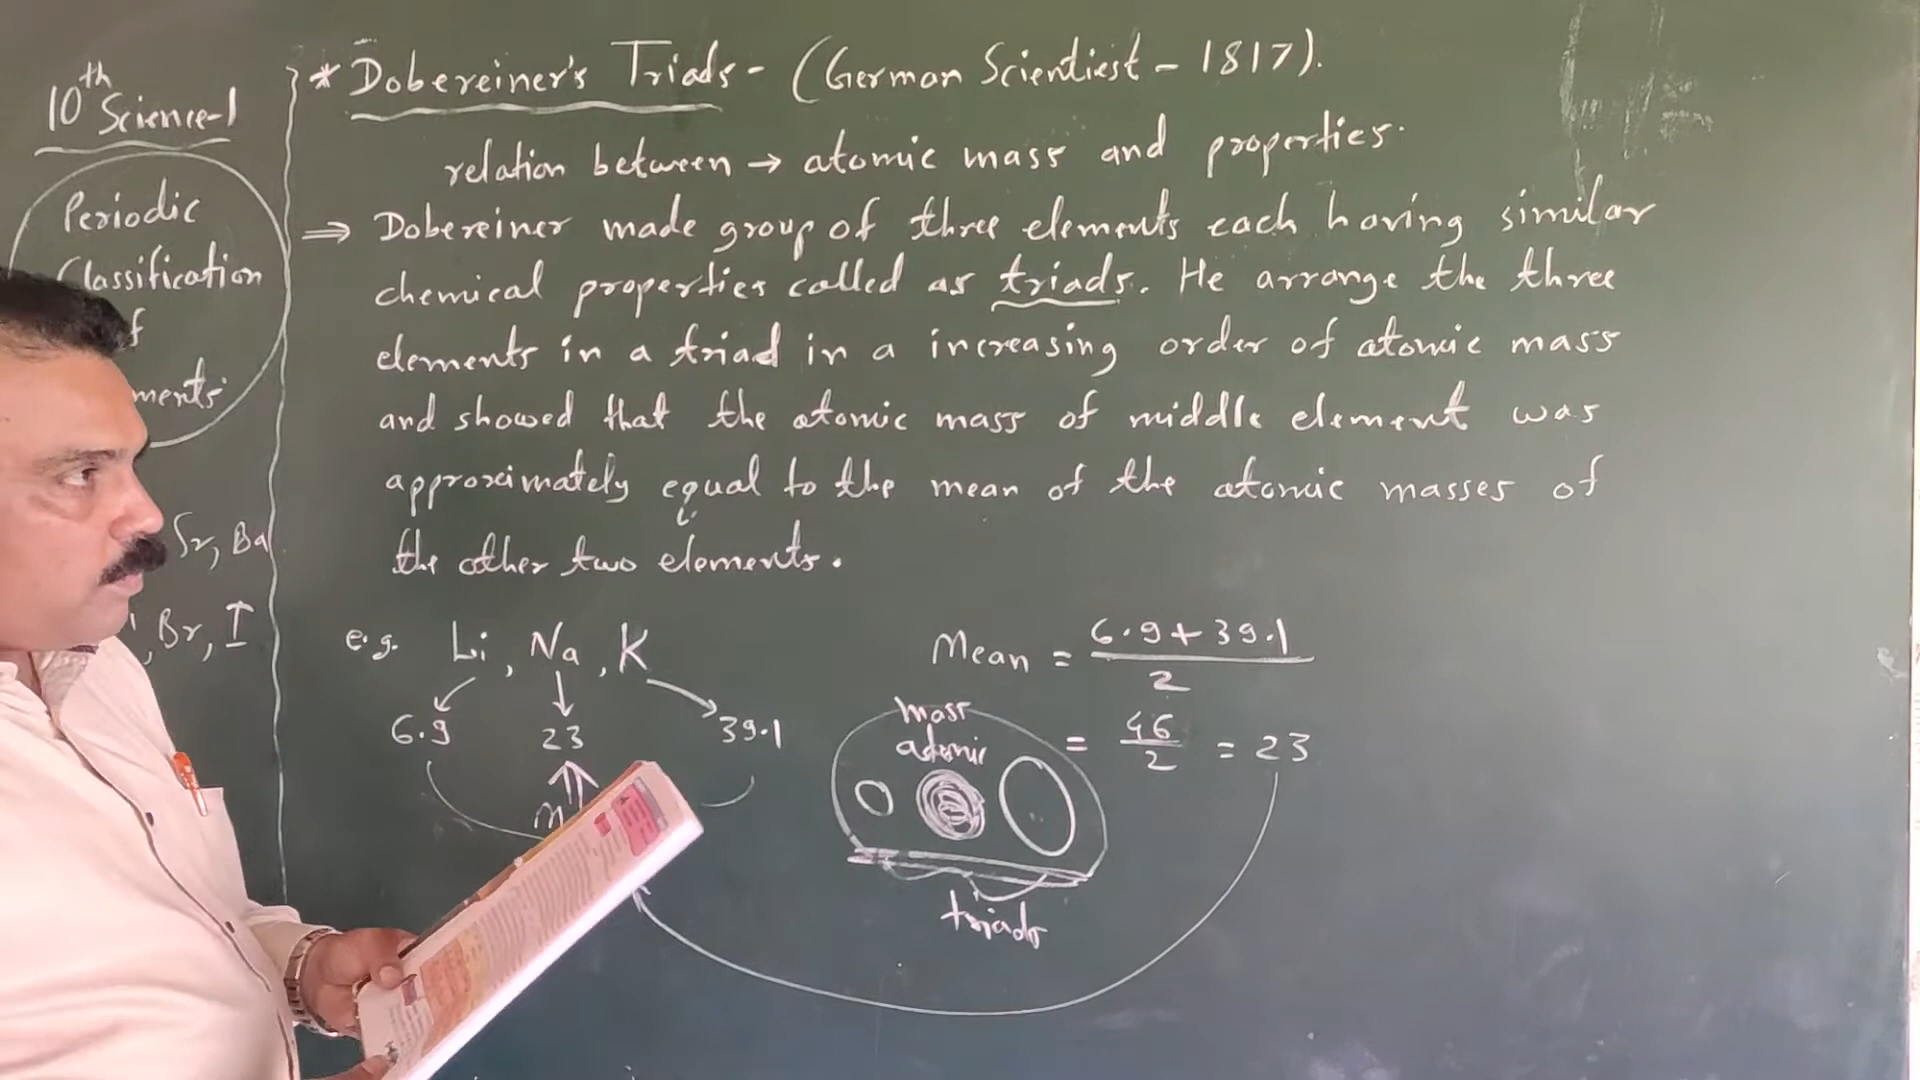 10th
Science-1
Periodic
Classification
f
ments
Sr, Ba
, Br, I
* Dobereiner's Triads - (German Scientiest - 1817).
relation between → atomic mass and properties.
⇒ Dobereiner made group of three elements each having similar
chemical properties called as triads. He arrange the three
elements in a triad in a increasing order of atomic mass
and showed that the atomic mass of middle element was
approximately equal to the mean of the atomic masses of
the other two elements.
e.g. Li, Na, K
6.9 23 39.1
Mean = 6.9+39.1
2
= 46
2
= 23
mass
atomic
triads